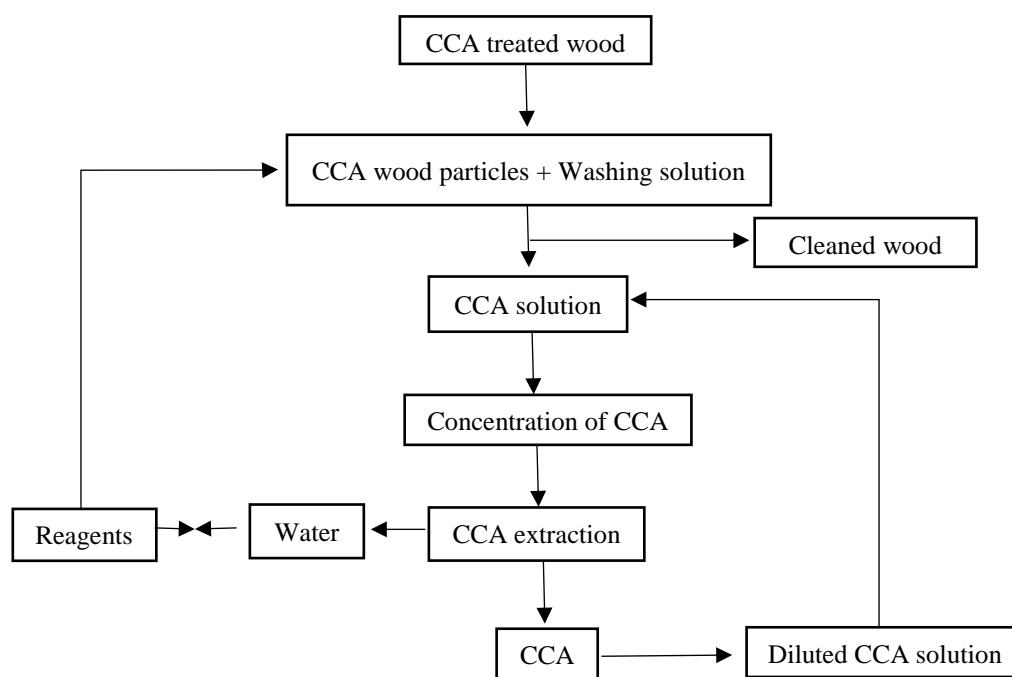 CCA treated wood
CCA wood particles + Washing solution
Cleaned wood
CCA solution
Concentration of CCA
Reagents
Water
CCA extraction
CCA
Diluted CCA solution